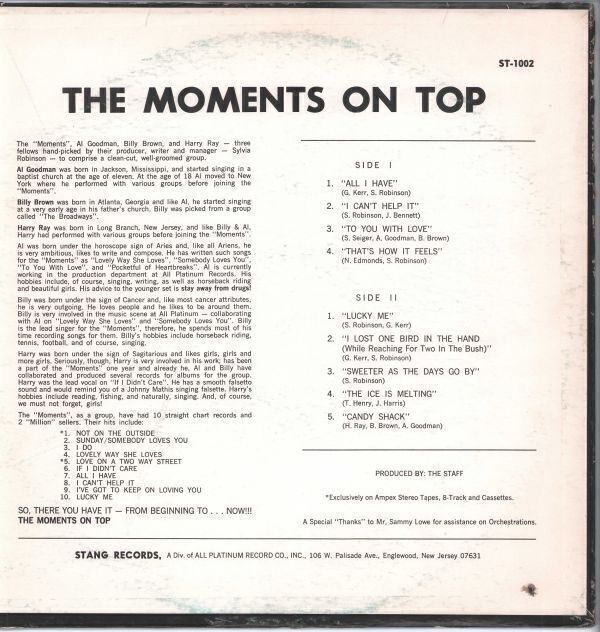 ST-1002
THE MOMENTS ON TOP
The "Moments", Al Goodman, Billy Brown, and Harry Ray — three
fellows hand-picked by their producer, writer and manager — Sylvia
Robinson — to comprise a clean-cut, well-groomed group.
Al Goodman was born in Jackson, Mississippi, and started singing in a
baptist church at the age of eleven. At the age of 18 Al moved to New
York where he performed with various groups before joining the
"Moments".
Billy Brown was born in Atlanta, Georgia and like Al, he started singing
at a very early age in his father's church. Billy was picked from a group
called "The Broadways".
Harry Ray was born in Long Branch, New Jersey, and like Billy & Al,
Harry had performed with various groups before joining the "Moments".
Al was born under the horoscope sign of Aries and, like all Ariens, he
is very ambitious, likes to write and compose. He has written such songs
for the "Moments" as "Lovely Way She Loves", "Somebody Loves You",
"To You With Love", and "Pocketful of Heartbreaks". Al is currently
working in the production department at All Platinum Records. His
hobbies include, of course, singing, writing, as well as horseback riding
and beautiful girls. His advice to the younger set is stay away from drugs!
Billy was born under the sign of Cancer and, like most cancer attributes,
he is very outgoing. He loves people and he likes to be around them.
Billy is very involved in the music scene at All Platinum — collaborating
with Al on "Lovely Way She Loves" and "Somebody Loves You". Billy
is the lead singer for the "Moments", therefore, he spends most of his
time recording songs for them. Billy's hobbies include horseback riding,
tennis, football, and of course, singing.
Harry was born under the sign of Sagitarious and likes girls, girls and
more girls. Seriously, though, Harry is very involved in his work; has been
a part of the "Moments" one year and already he, Al and Billy have
collaborated and produced several records for albums for the group.
Harry was the lead vocal on "If I Didn't Care". He has a smooth falsetto
sound and would remind you of a Johnny Mathis singing falsetto. Harry's
hobbies include reading, fishing, and naturally, singing. And, of course,
we must not forget, girls!
The "Moments", as a group, have had 10 straight chart records and
2 "Million" sellers. Their hits include:
*1. NOT ON THE OUTSIDE
2. SUNDAY/SOMEBODY LOVES YOU
3. I DO
4. LOVELY WAY SHE LOVES
*5. LOVE ON A TWO WAY STREET
6. IF I DIDN'T CARE
7. ALL I HAVE
8. I CAN'T HELP IT
9. I'VE GOT TO KEEP ON LOVING YOU
10. LUCKY ME
SO, THERE YOU HAVE IT — FROM BEGINNING TO . . . NOW!!!
THE MOMENTS ON TOP
SIDE I
1. "ALL I HAVE"
(G. Kerr, S. Robinson)
2. "I CAN'T HELP IT"
(S. Robinson, J. Bennett)
3. "TO YOU WITH LOVE"
(S. Seiger, A. Goodman, B. Brown)
4. "THAT'S HOW IT FEELS"
(N. Edmonds, S. Robinson)
SIDE II
1. "LUCKY ME"
(S. Robinson, G. Kerr)
2. "I LOST ONE BIRD IN THE HAND
(While Reaching For Two In The Bush)"
(G. Kerr, S. Robinson)
3. "SWEETER AS THE DAYS GO BY"
(S. Robinson)
4. "THE ICE IS MELTING"
(T. Henry, J. Harris)
5. "CANDY SHACK"
(H. Ray, B. Brown, A. Goodman)
PRODUCED BY: THE STAFF
*Exclusively on Ampex Stereo Tapes, 8-Track and Cassettes.
A Special "Thanks" to Mr. Sammy Lowe for assistance on Orchestrations.
STANG RECORDS, A Div. of ALL PLATINUM RECORD CO., INC., 106 W. Palisade Ave., Englewood, New Jersey 07631